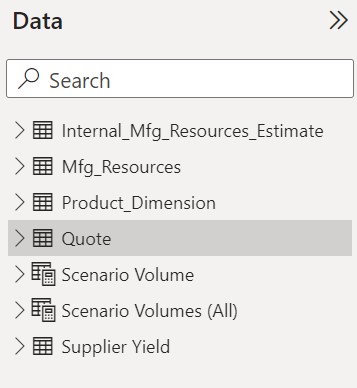 Data
Search
Internal_Mfg_Resources_Estimate
Mfg_Resources
Product_Dimension
Quote
Scenario Volume
Scenario Volumes (All)
Supplier Yield